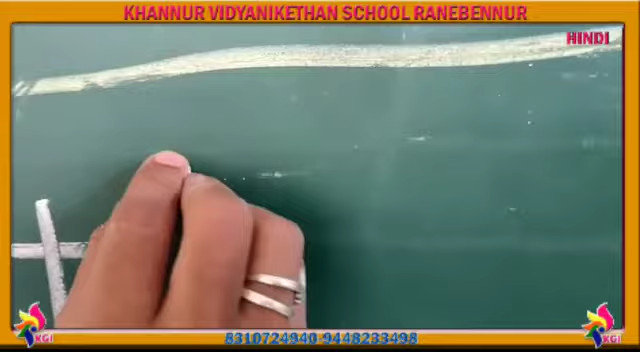 KHANNUR VIDYANIKETHAN SCHOOL RANEBENNUR
HINDI
KGI
8310724940 9448233498
KGI